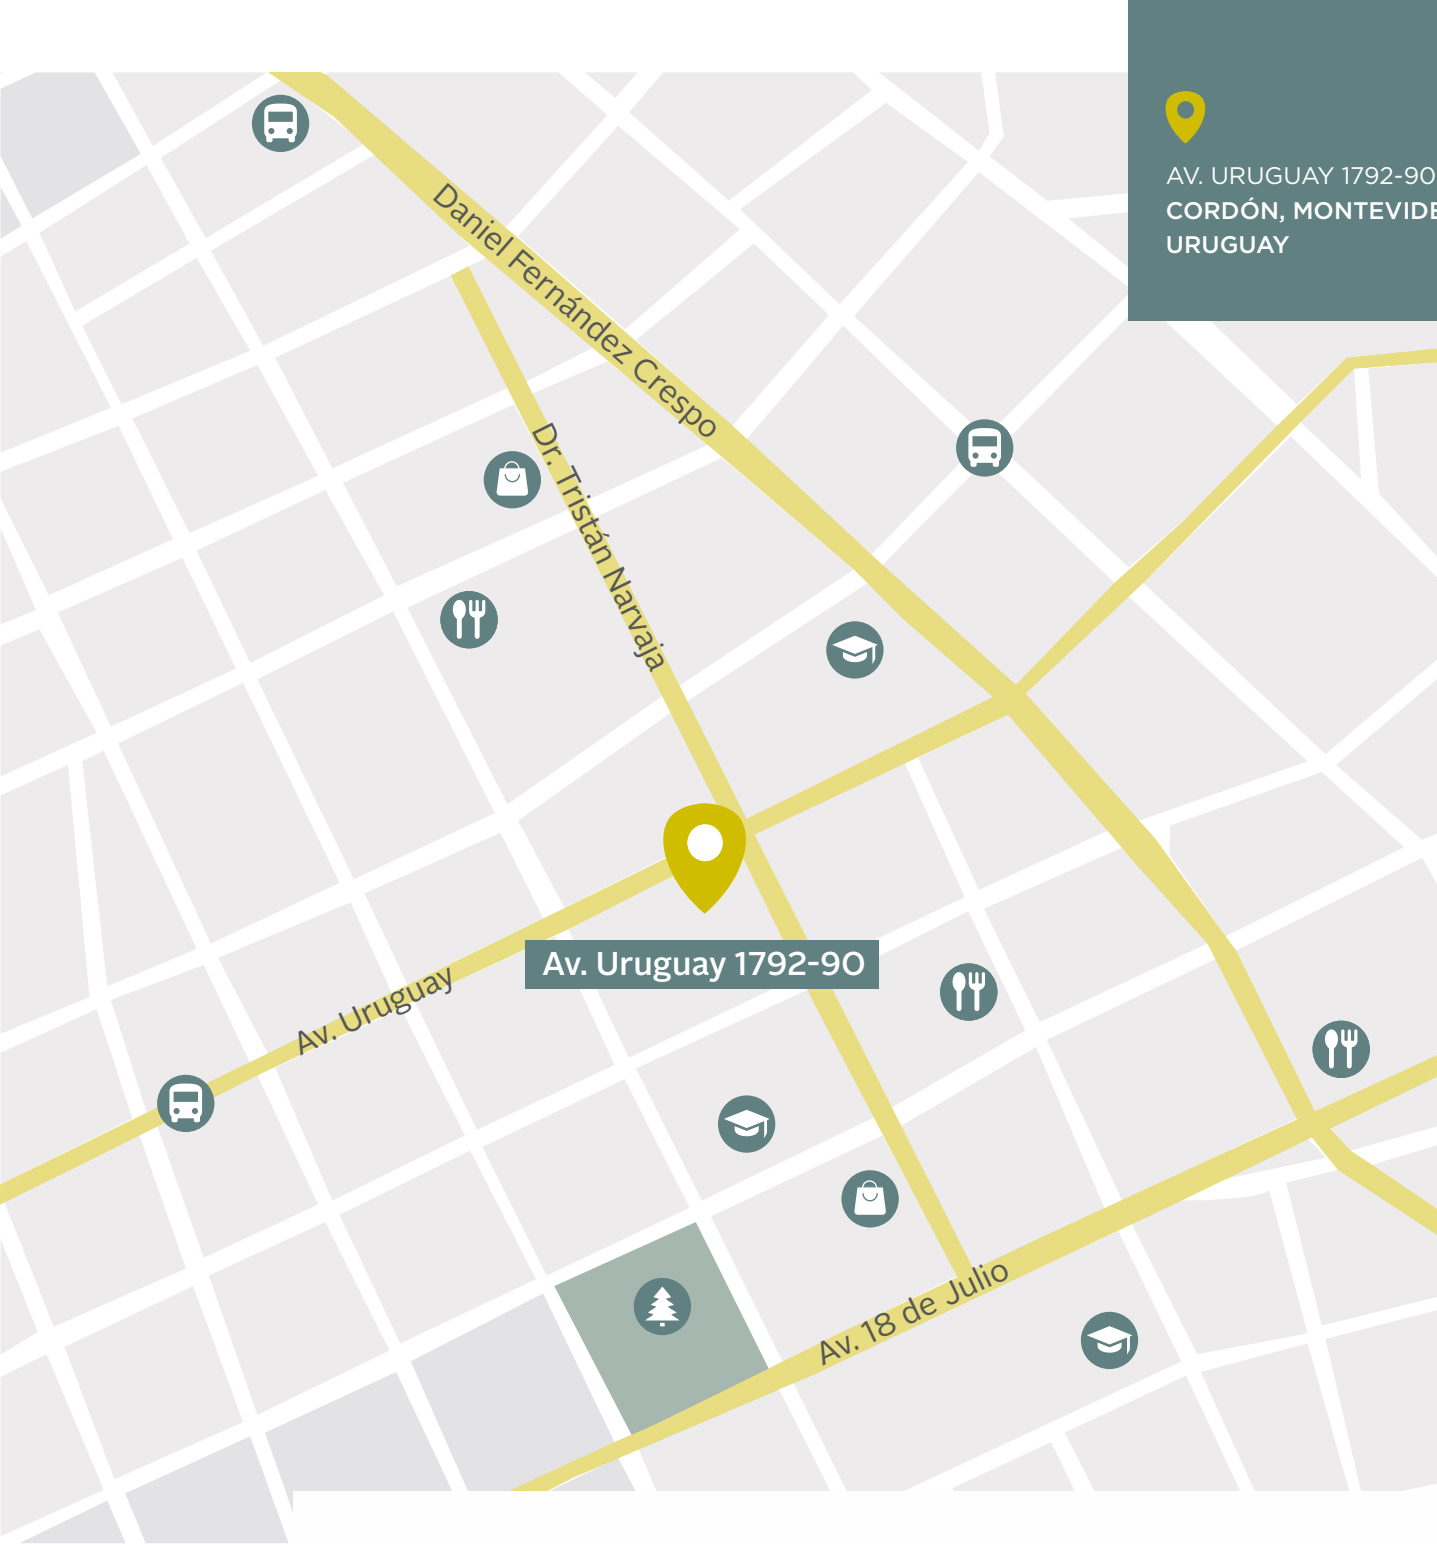 AV. URUGUAY 1792-90
CORDÓN, MONTEVIDE
URUGUAY
Daniel Fernández Crespo
Dr. Tristán Narvaja
Av. Uruguay 1792-90
Av. Uruguay
Av. 18 de Julio